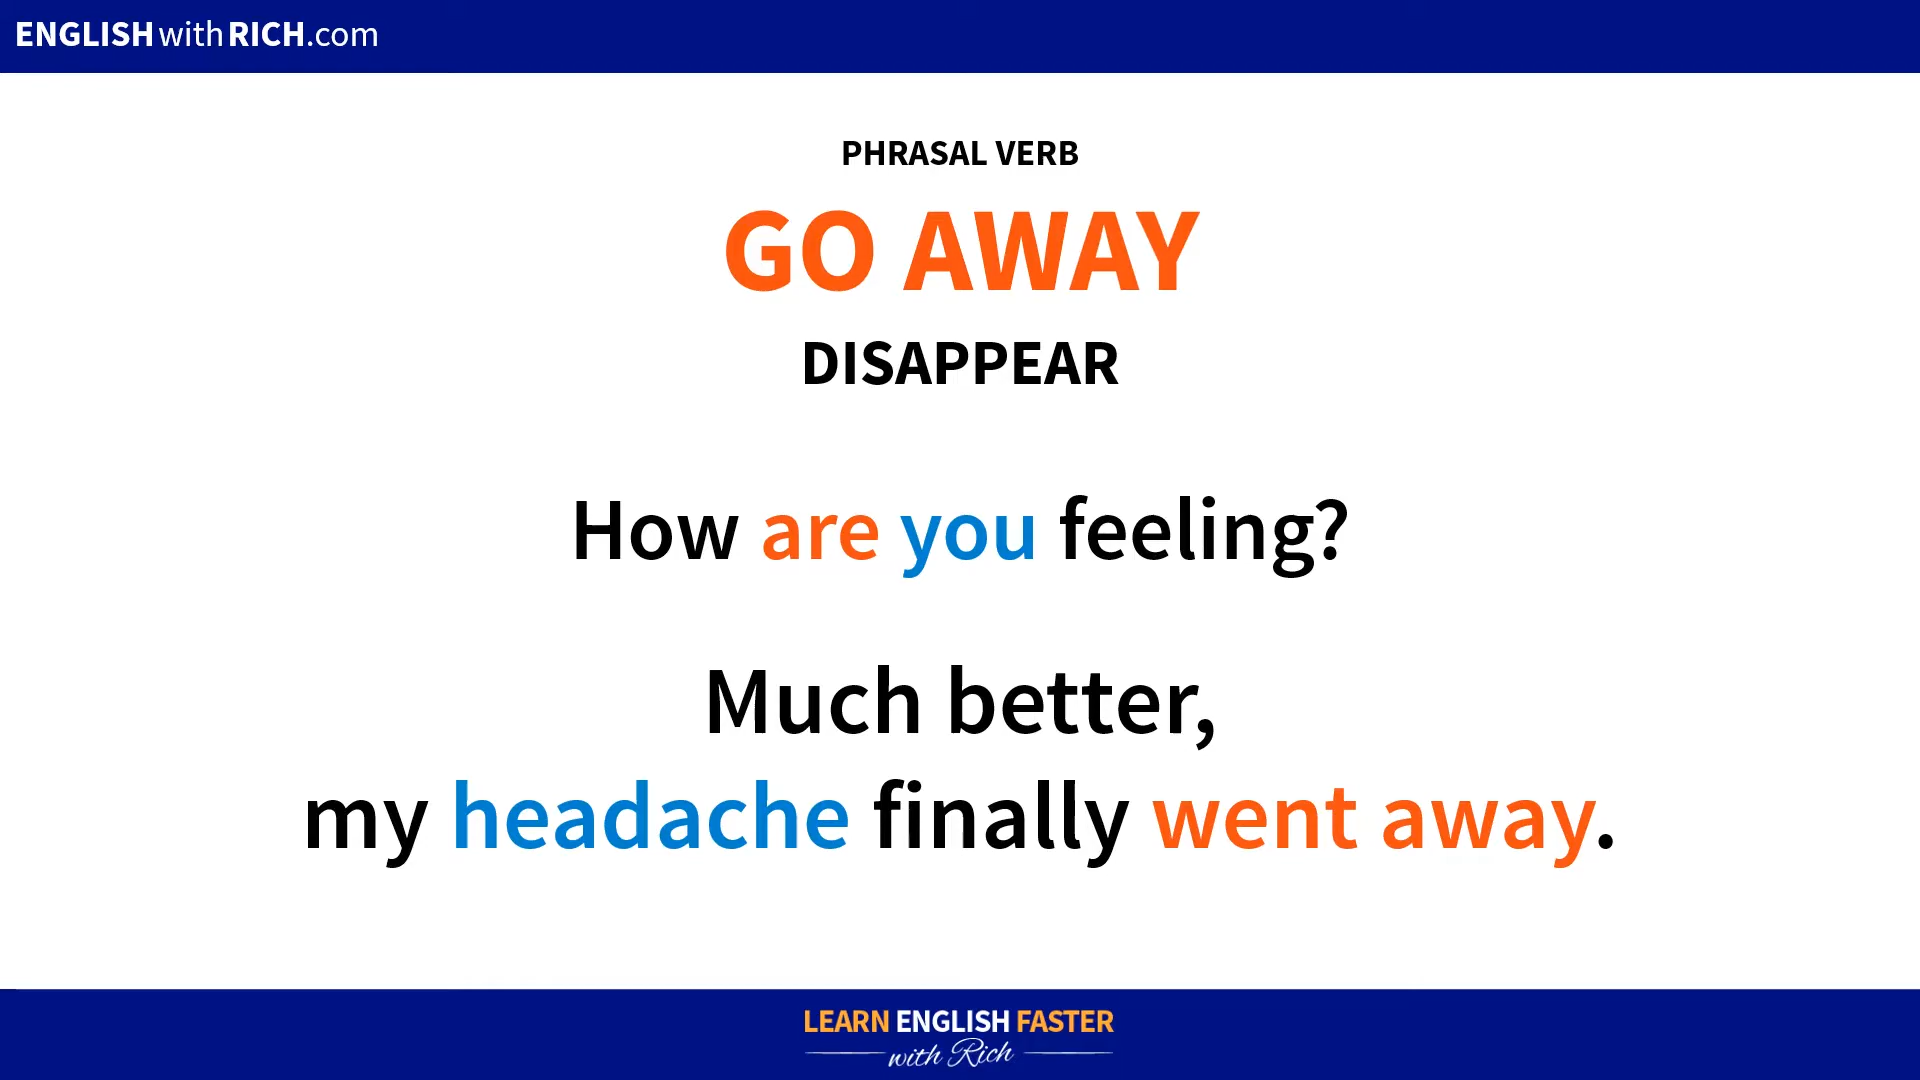 ENGLISH with RICH.com
PHRASAL VERB
GO AWAY
DISAPPEAR
How are you feeling?
Much better,
my headache finally went away.
LEARN ENGLISH FASTER
with Rich